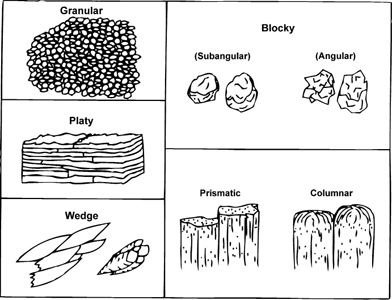 Granular
Blocky
(Subangular)
(Angular)
Platy
Wedge
Prismatic
Columnar